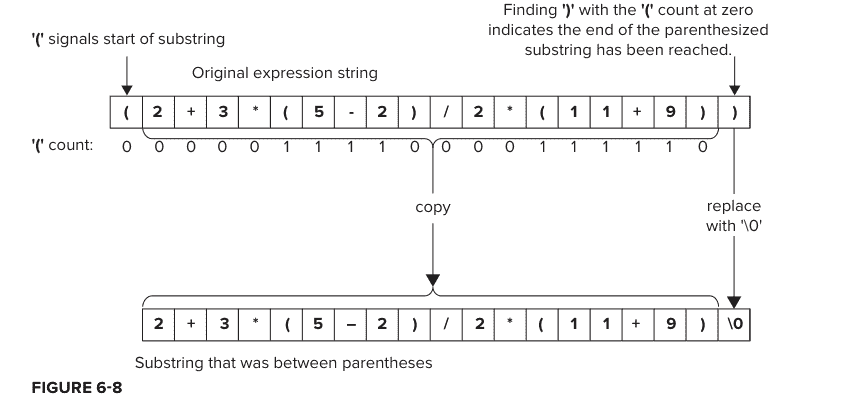 Finding ')' with the '(' count at zero
indicates the end of the parenthesized
substring has been reached.
'(' signals start of substring
Original expression string
( 2 + 3 * ( 5 - 2 ) / 2 * ( 1 1 + 9 ) )
'(' count: 0 0 0 0 0 1 1 1 1 0 0 0 0 1 1 1 1 1 0
copy
replace
with '\0'
2 + 3 * ( 5 – 2 ) / 2 * ( 1 1 + 9 ) \0
Substring that was between parentheses
FIGURE 6-8